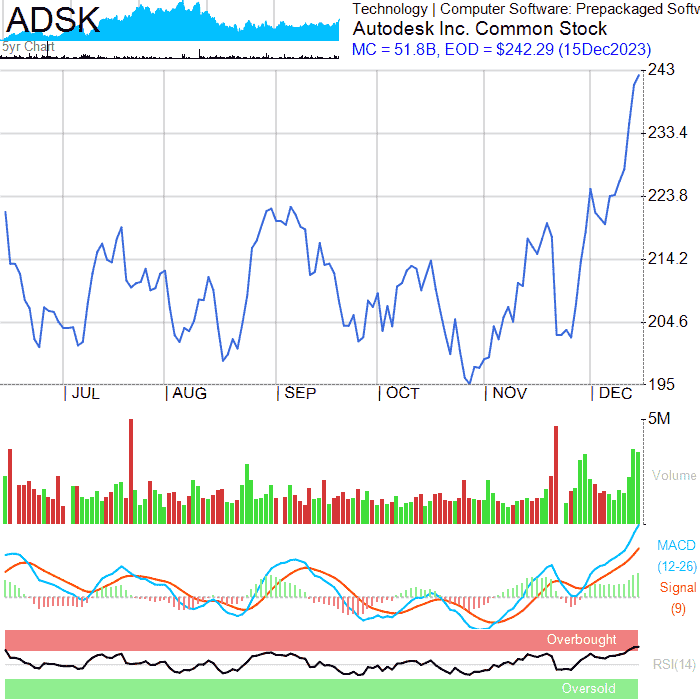 ADSK
5yr Chart
Technology | Computer Software: Prepackaged Softw
Autodesk Inc. Common Stock
MC = 51.8B, EOD = $242.29 (15Dec2023)
243
233.4
223.8
214.2
204.6
195
| JUL | AUG | SEP | OCT | NOV | DEC
5M
Volume
MACD
(12-26)
Signal
(9)
Overbought
RSI(14)
Oversold